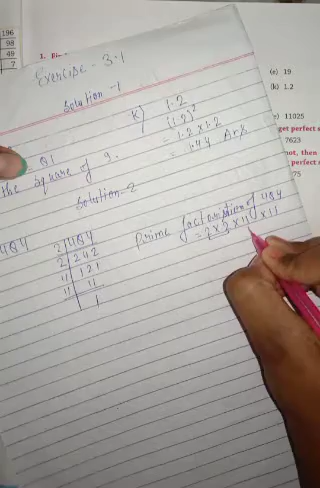 196
98
49
7
1.
(e) 19
(k) 1.2
11025
get perfect s
7623
not, then
perfect s
75
Exercise - 3.1
Solution - 1
K) 1.2
(1.2)²
= 1.2 x 1.2
= 1.44 Ans
Q1
the square of 9.
Solution - 2
484
2 | 484
2 | 242
11 | 121
11 | 11
1
Prime factorisation of 484
= 2 x 2 x 11 x 11